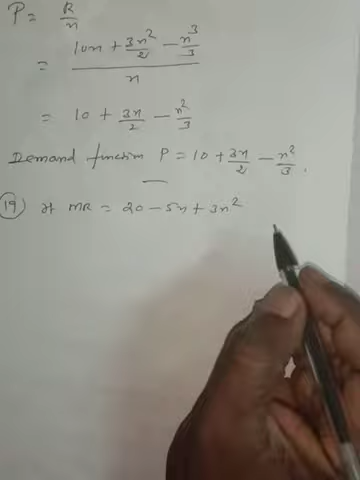 P = R/x
= (10x + 3x²/2 - x³/3)/x
= 10 + 3x/2 - x²/3
Demand function P = 10 + 3x/2 - x²/3.
19) If MR = 20 - 5x + 3x²